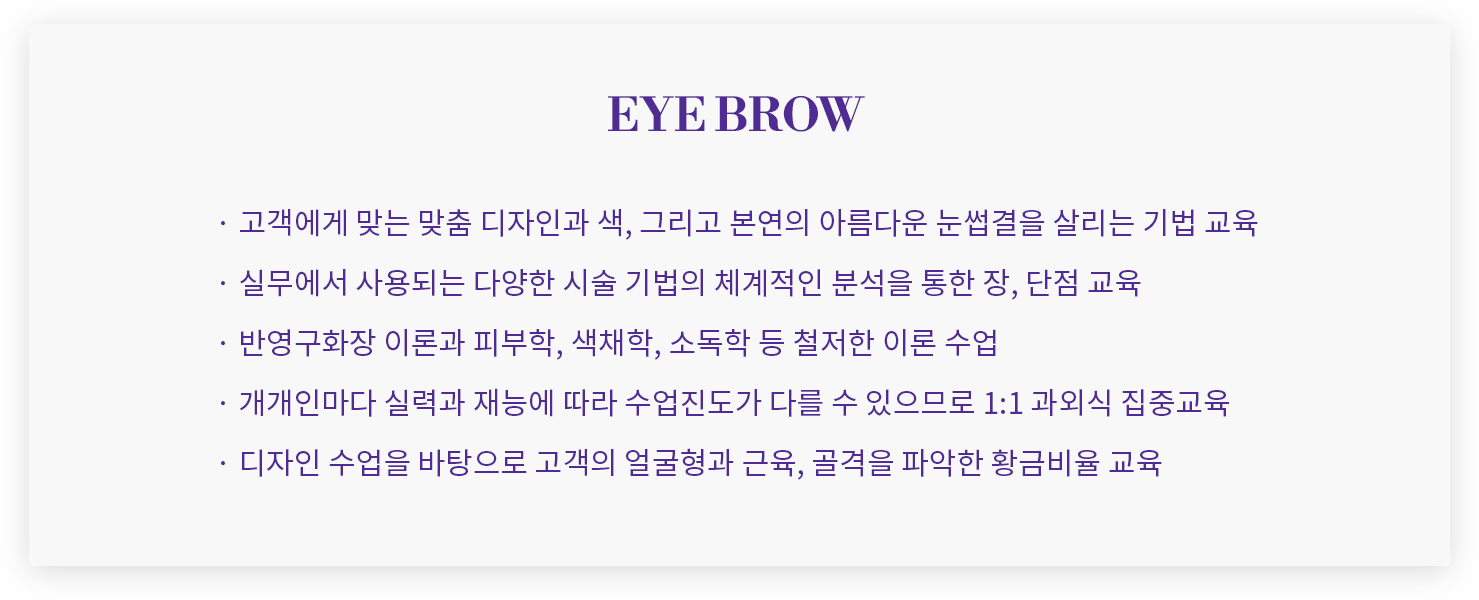 EYE BROW
· 고객에게 맞는 맞춤 디자인과 색, 그리고 본연의 아름다운 눈썹결을 살리는 기법 교육
· 실무에서 사용되는 다양한 시술 기법의 체계적인 분석을 통한 장, 단점 교육
· 반영구화장 이론과 피부학, 색채학, 소독학 등 철저한 이론 수업
· 개개인마다 실력과 재능에 따라 수업진도가 다를 수 있으므로 1:1 과외식 집중교육
· 디자인 수업을 바탕으로 고객의 얼굴형과 근육, 골격을 파악한 황금비율 교육